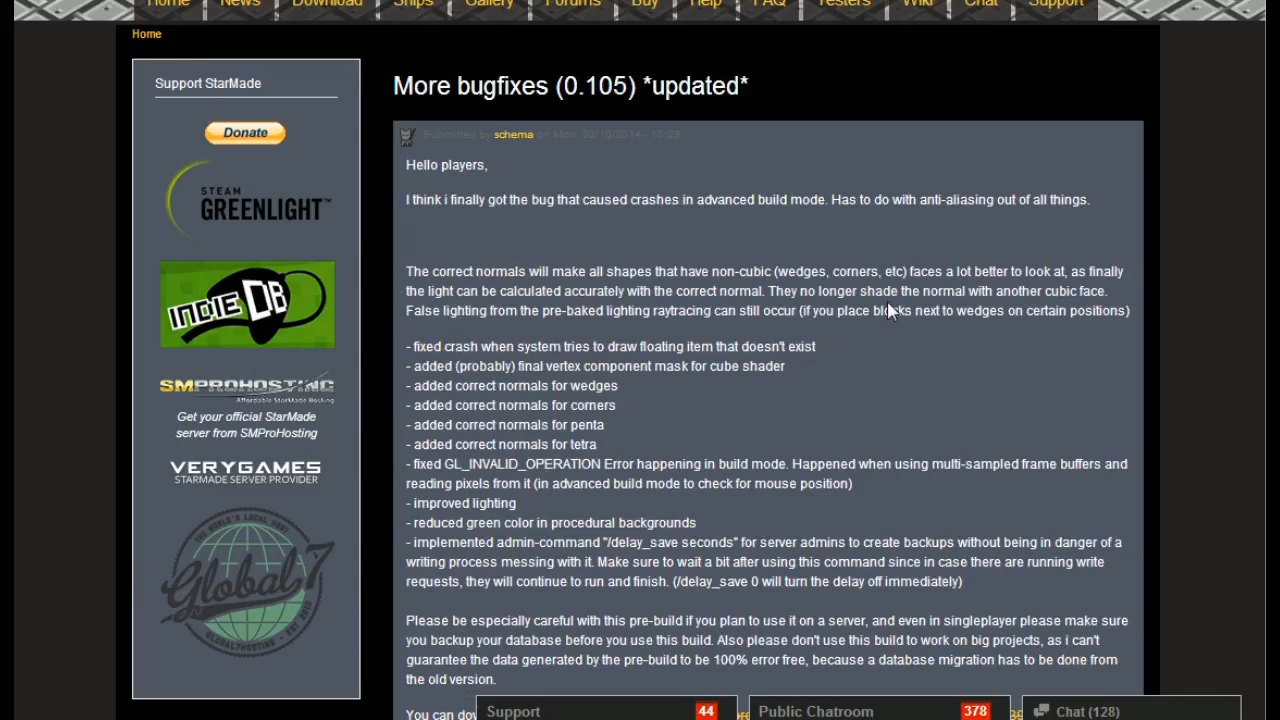 Home News Download Ships Gallery Forums Buy Help FAQ Testers Wiki Chat Support
Home
Support StarMade
Donate
STEAM
GREENLIGHT™
INDIE DB
SMPROHOSTING
Affordable StarMade Hosting
Get your official StarMade
server from SMProHosting
VERYGAMES
STARMADE SERVER PROVIDER
Global7
More bugfixes (0.105) *updated*
Submitted by schema on Mon, 02/10/2014 -
Hello players,
I think i finally got the bug that caused crashes in advanced build mode. Has to do with anti-aliasing out of all things.
The correct normals will make all shapes that have non-cubic (wedges, corners, etc) faces a lot better to look at, as finally
the light can be calculated accurately with the correct normal. They no longer shade the normal with another cubic face.
False lighting from the pre-baked lighting raytracing can still occur (if you place blocks next to wedges on certain positions)
- fixed crash when system tries to draw floating item that doesn't exist
- added (probably) final vertex component mask for cube shader
- added correct normals for wedges
- added correct normals for corners
- added correct normals for penta
- added correct normals for tetra
- fixed GL_INVALID_OPERATION Error happening in build mode. Happened when using multi-sampled frame buffers and
reading pixels from it (in advanced build mode to check for mouse position)
- improved lighting
- reduced green color in procedural backgrounds
- implemented admin-command "/delay_save seconds" for server admins to create backups without being in danger of a
writing process messing with it. Make sure to wait a bit after using this command since in case there are running write
requests, they will continue to run and finish. (/delay_save 0 will turn the delay off immediately)
Please be especially careful with this pre-build if you plan to use it on a server, and even in singleplayer please make sure
you backup your database before you use this build. Also please don't use this build to work on big projects, as i can't
guarantee the data generated by the pre-build to be 100% error free, because a database migration has to be done from
the old version.
You can
Support 44
Public Chatroom 378
Chat (128)